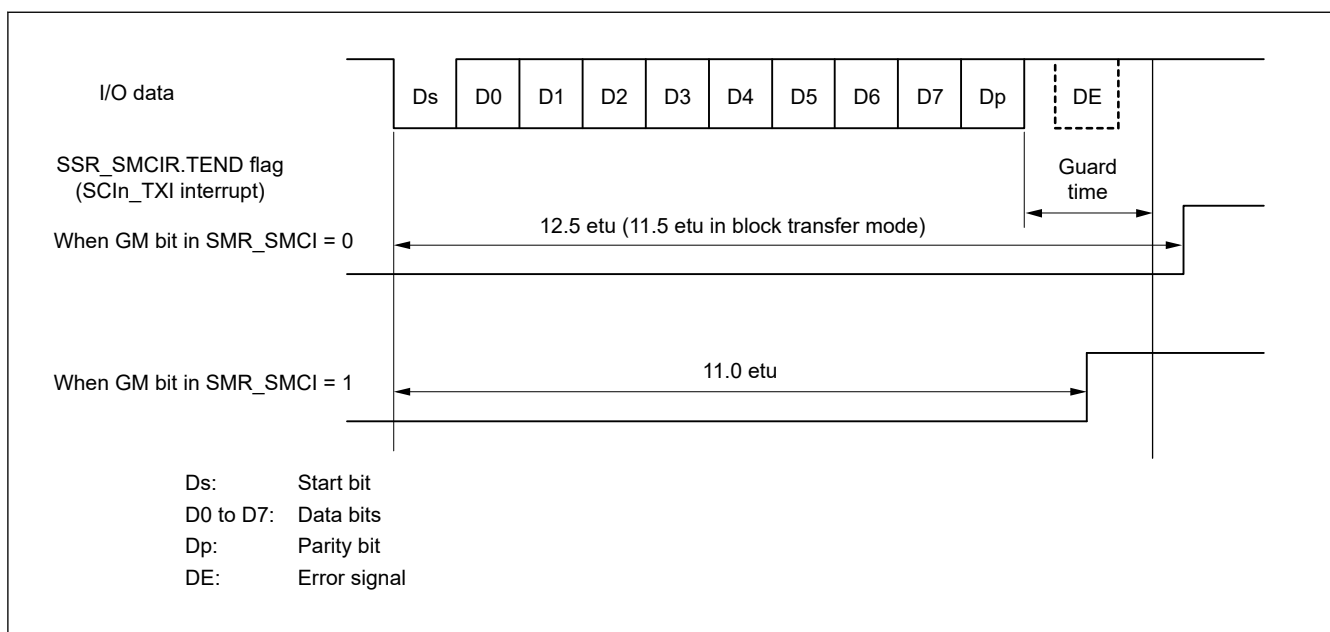 I/O data
Ds D0 D1 D2 D3 D4 D5 D6 D7 Dp DE
SSR_SMCIR.TEND flag
(SCIn_TXI interrupt)
Guard
time
When GM bit in SMR_SMCI = 0
12.5 etu (11.5 etu in block transfer mode)
When GM bit in SMR_SMCI = 1
11.0 etu
Ds: Start bit
D0 to D7: Data bits
Dp: Parity bit
DE: Error signal